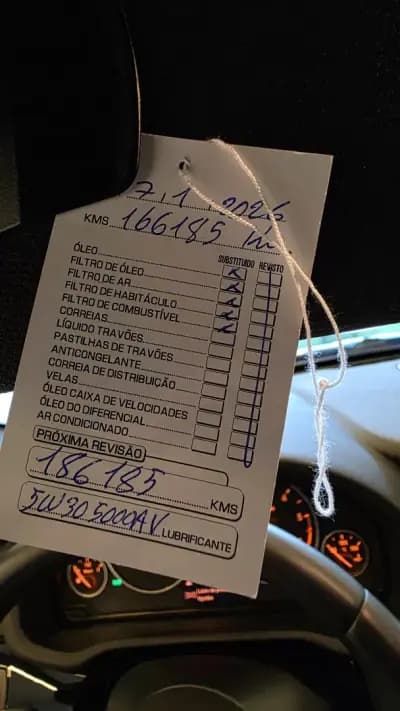 7.1.2026
KMS 166185 Km
SUBSTITUIDO REVISTO
ÓLEO
FILTRO DE ÓLEO
FILTRO DE AR
FILTRO DE HABITÁCULO
FILTRO DE COMBUSTÍVEL
CORREIAS
LÍQUIDO TRAVÕES
PASTILHAS DE TRAVÕES
ANTICONGELANTE
CORREIA DE DISTRIBUIÇÃO
VELAS
ÓLEO CAIXA DE VELOCIDADES
ÓLEO DO DIFERENCIAL
AR CONDICIONADO
PRÓXIMA REVISÃO
186185 KMS
5W30 5000AV LUBRIFICANTE